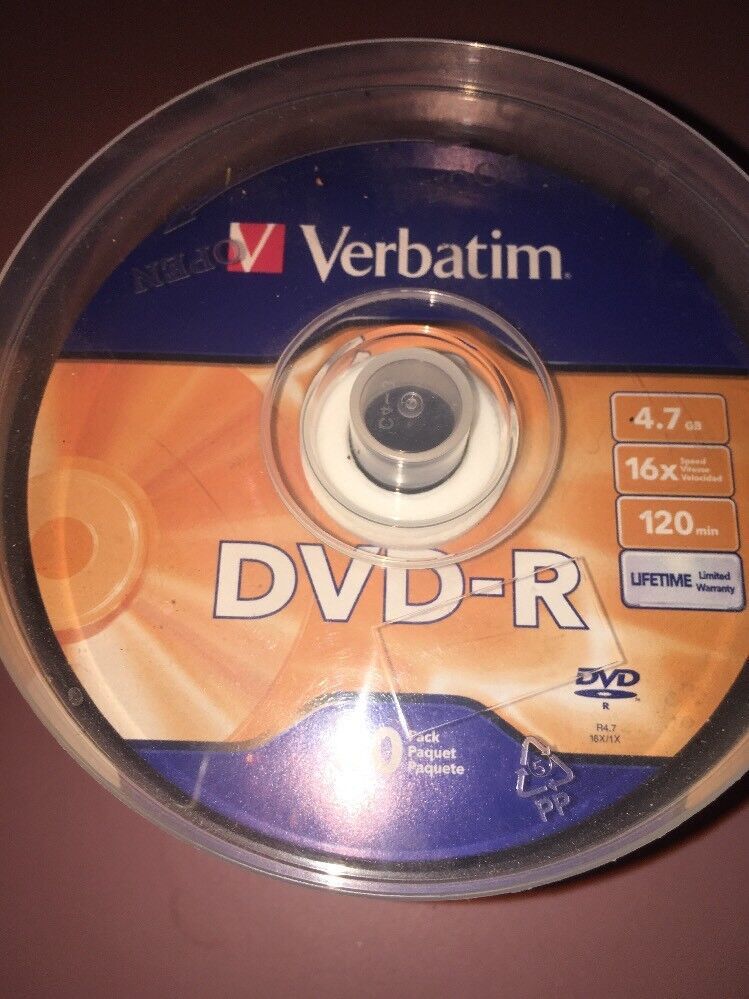 OPEN
Verbatim
4.7 GB
16x Speed
Vitesse
Velocidad
120 min
LIFETIME Limited
Warranty
DVD-R
DVD
R
R4.7
16X/1X
Pack
Paquet
Paquete
5
PP